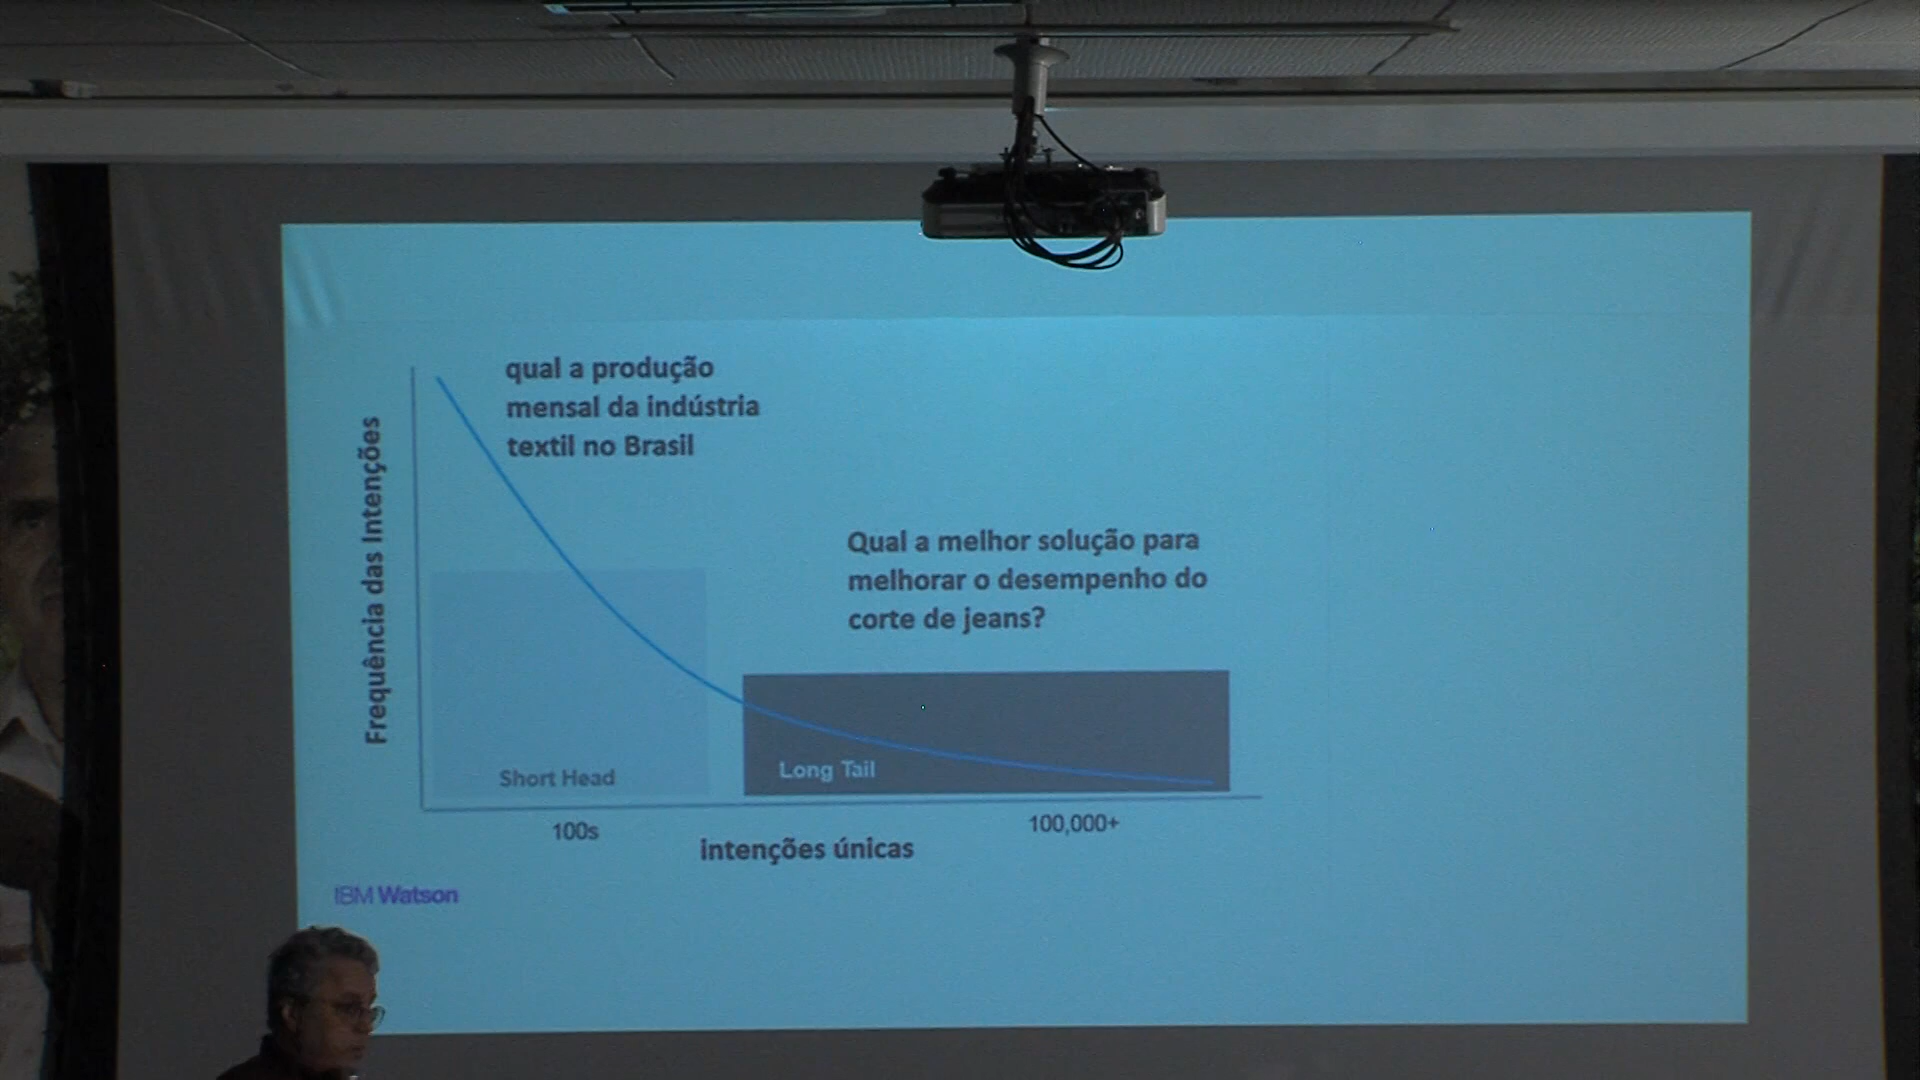 qual a produção
mensal da indústria
textil no Brasil
Frequência das Intenções
Qual a melhor solução para
melhorar o desempenho do
corte de jeans?
Short Head
Long Tail
100s
100,000+
intenções únicas
IBM Watson